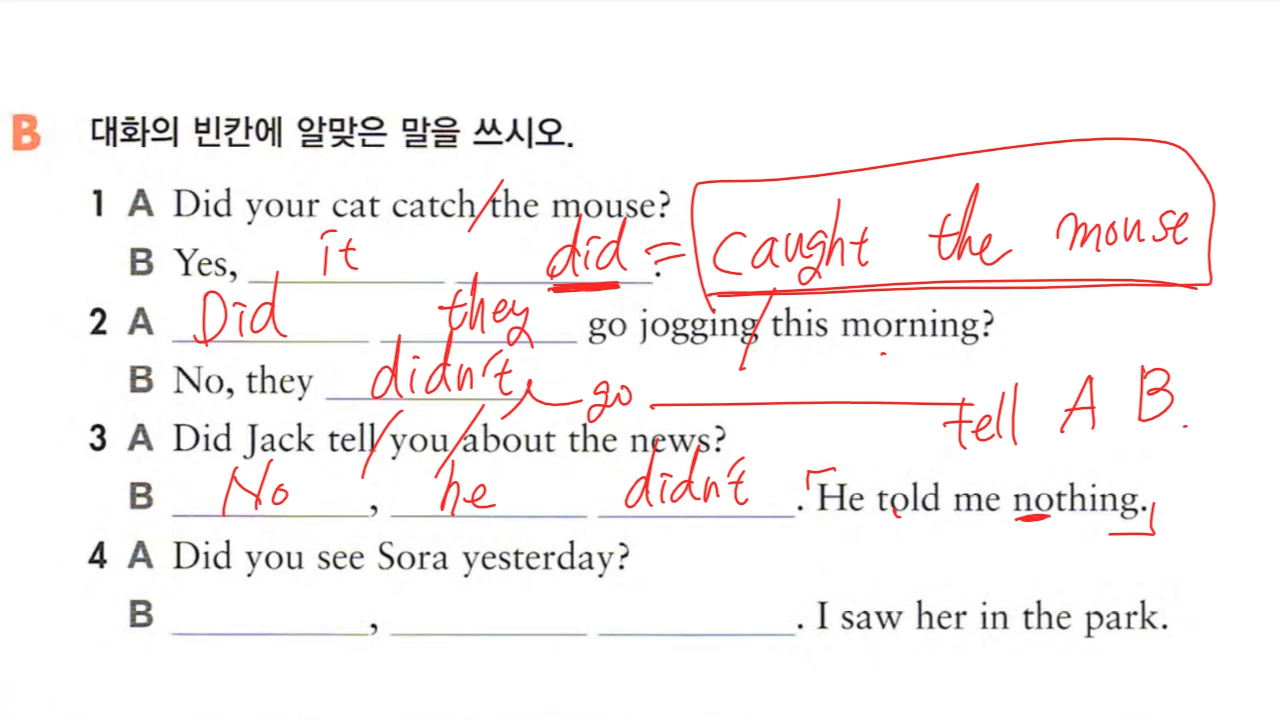 B 대화의 빈칸에 알맞은 말을 쓰시오.
1 A Did your cat catch the mouse?
B Yes, it did. = caught the mouse
2 A Did they go jogging this morning?
B No, they didn't go
tell A B.
3 A Did Jack tell you about the news?
B No, he didn't. He told me nothing.
4 A Did you see Sora yesterday?
B ____, ____ ____. I saw her in the park.